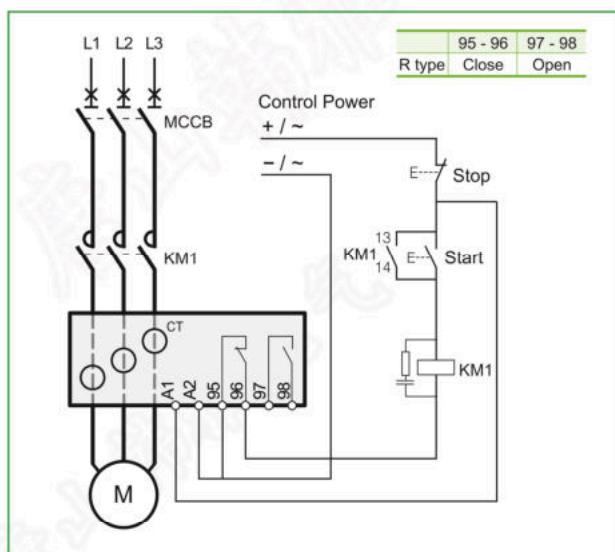 L1 L2 L3
95 - 96 97 - 98
R type Close Open
MCCB
Control Power
+ / ~
− / ~
E Stop
13
KM1 E Start
14
KM1
CT
KM1
A1 A2 95 96 97 98
M